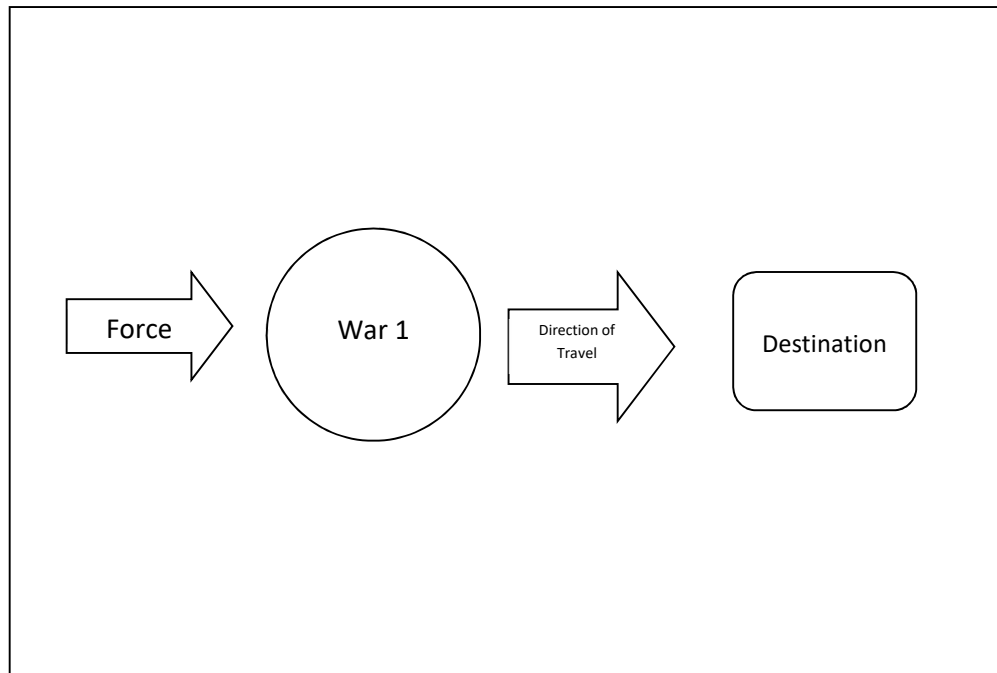 Force
War 1
Direction of
Travel
Destination